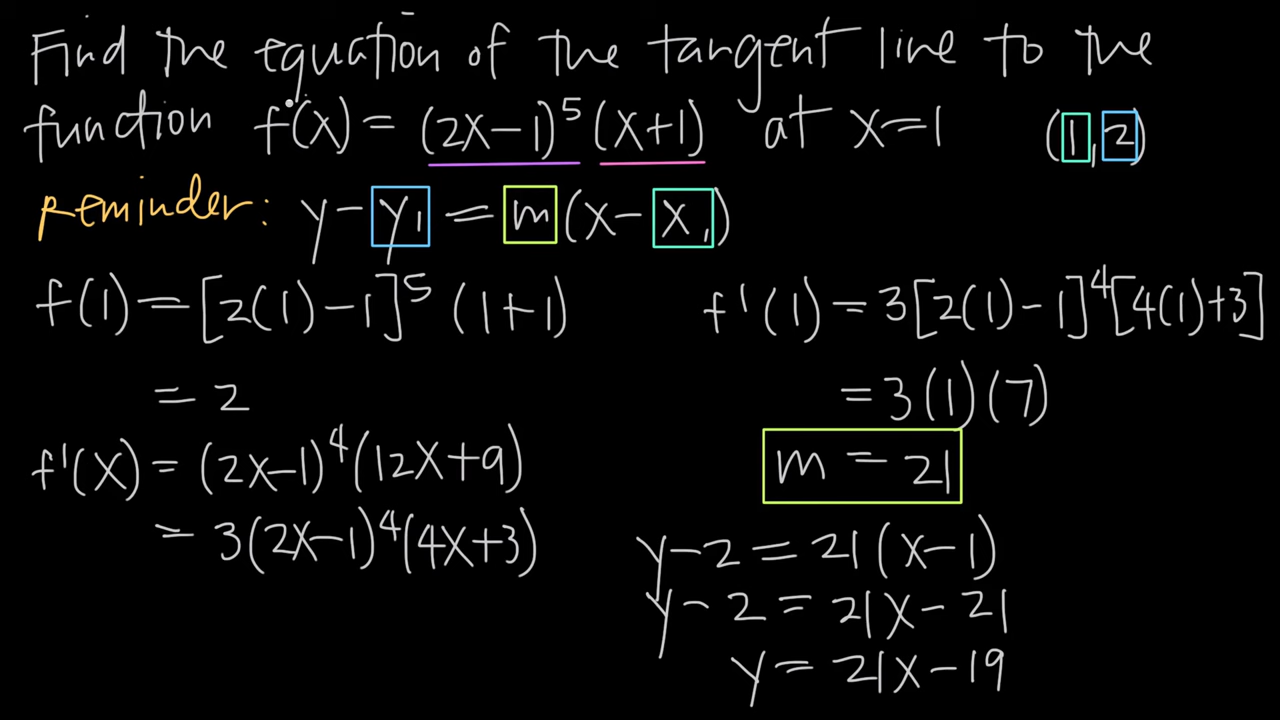 Find the equation of the tangent line to the
function f(x) = (2x-1)⁵ (x+1) at x=1 (1,2)
reminder: y - y₁ = m(x - x₁)
f(1) = [2(1) - 1]⁵ (1+1)
= 2
f'(x) = (2x-1)⁴(12x+9)
= 3(2x-1)⁴(4x+3)
f'(1) = 3[2(1) - 1]⁴[4(1)+3]
= 3(1)(7)
m = 21
y-2 = 21(x-1)
y-2 = 21x - 21
y = 21x - 19